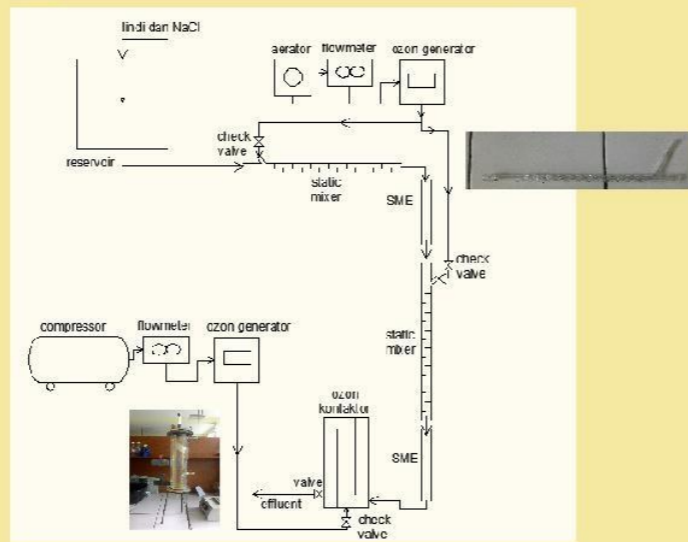 lindi dan NaCl
aerator
flowmeter
ozon generator
check
valve
reservoir
static
mixer
SME
check
valve
static
mixer
compressor
flowmeter
ozon generator
ozon
kontaktor
SME
valve
effluent
check
valve